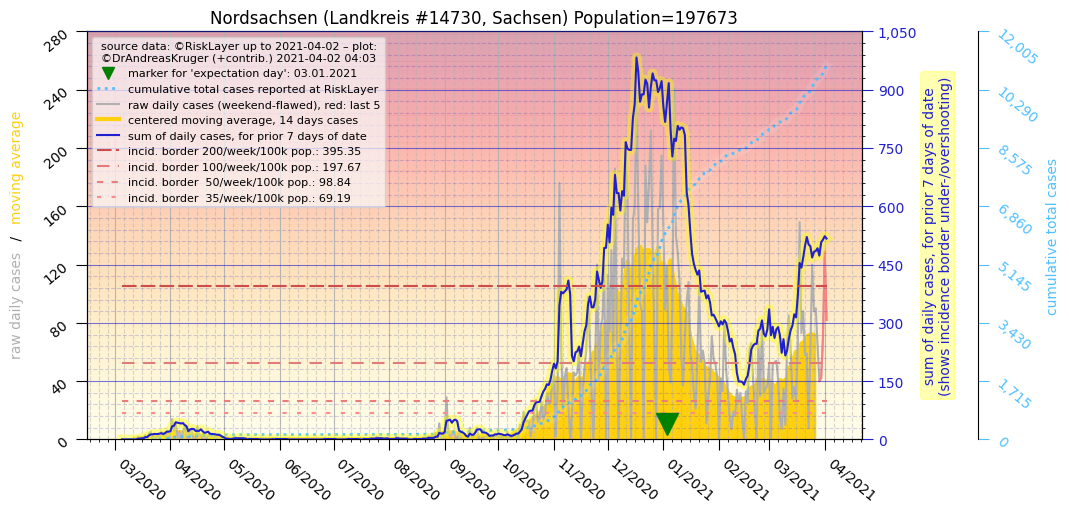 Nordsachsen (Landkreis #14730, Sachsen) Population=197673
source data: ©RiskLayer up to 2021-04-02 – plot:
©DrAndreasKruger (+contrib.) 2021-04-02 04:03
marker for 'expectation day': 03.01.2021
cumulative total cases reported at RiskLayer
raw daily cases (weekend-flawed), red: last 5
centered moving average, 14 days cases
sum of daily cases, for prior 7 days of date
incid. border 200/week/100k pop.: 395.35
incid. border 100/week/100k pop.: 197.67
incid. border  50/week/100k pop.: 98.84
incid. border  35/week/100k pop.: 69.19
raw daily cases  /  moving average
280
240
200
160
120
80
40
0
03/2020
04/2020
05/2020
06/2020
07/2020
08/2020
09/2020
10/2020
11/2020
12/2020
01/2021
02/2021
03/2021
04/2021
1,050
900
750
600
450
300
150
0
sum of daily cases, for prior 7 days of date
(shows incidence border under-/overshooting)
12,005
10,290
8,575
6,860
5,145
3,430
1,715
0
cumulative total cases